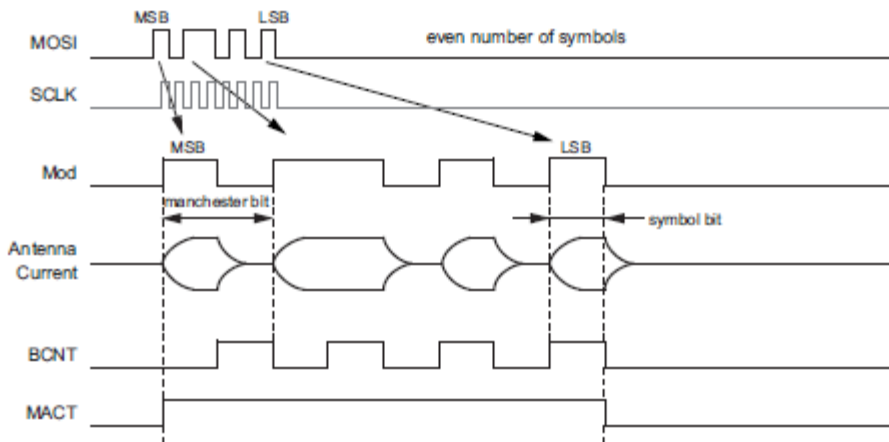 MSB LSB
MOSI even number of symbols
SCLK
MSB LSB
Mod
manchester bit symbol bit
Antenna
Current
BCNT
MACT